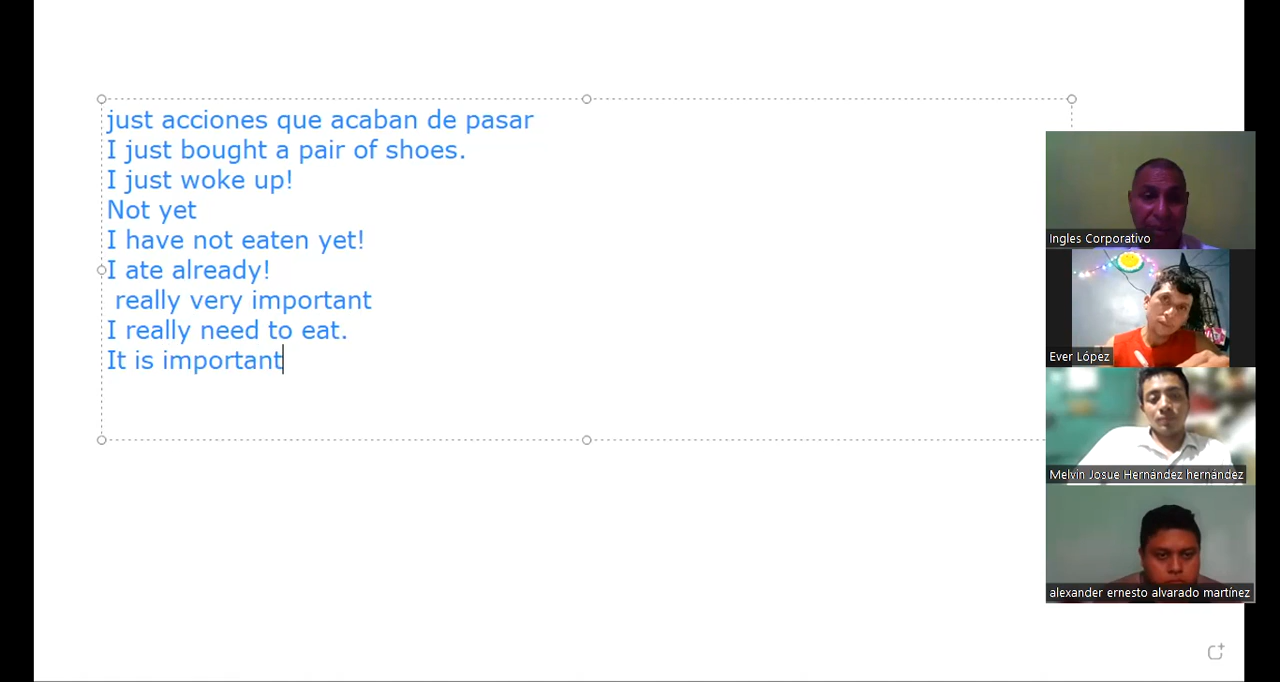 just acciones que acaban de pasar
I just bought a pair of shoes.
I just woke up!
Not yet
I have not eaten yet!
I ate already!
really very important
I really need to eat.
It is important
Ingles Corporativo
Ever López
Melvin Josue Hernández hernández
alexander ernesto alvarado martínez